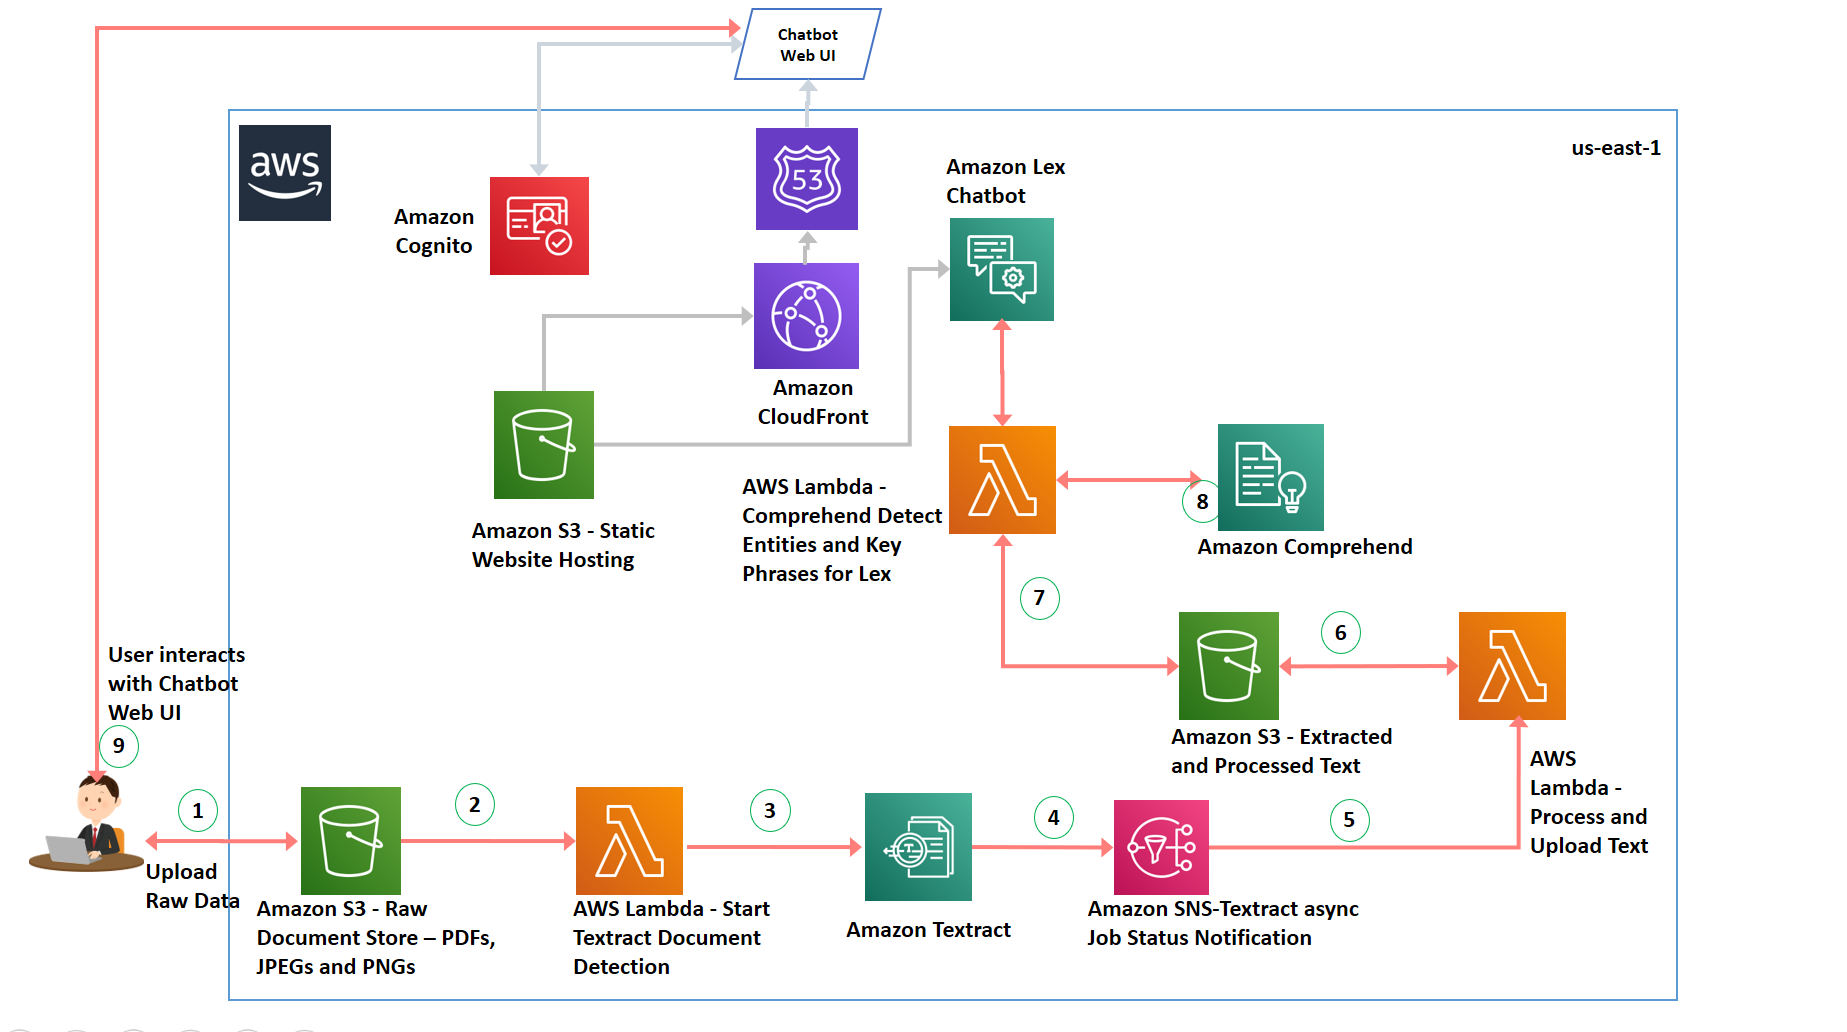 Chatbot
Web UI
aws
us-east-1
53
Amazon Lex
Chatbot
Amazon
Cognito
Amazon
CloudFront
Amazon S3 - Static
Website Hosting
AWS Lambda -
Comprehend Detect
Entities and Key
Phrases for Lex
8
Amazon Comprehend
7
6
User interacts
with Chatbot
Web UI
9
Amazon S3 - Extracted
and Processed Text
AWS
Lambda -
Process and
Upload Text
1
2
3
4
5
Upload
Raw Data
Amazon S3 - Raw
Document Store – PDFs,
JPEGs and PNGs
AWS Lambda - Start
Textract Document
Detection
Amazon Textract
Amazon SNS-Textract async
Job Status Notification